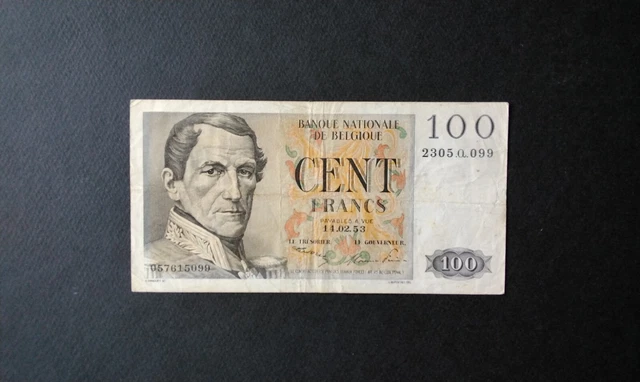 BANQUE NATIONALE
DE BELGIQUE
100
2305.Q.099
CENT
FRANCS
PAYABLES A VUE
14.02.53
LE TRÉSORIER. LE GOUVERNEUR.
057615099
100